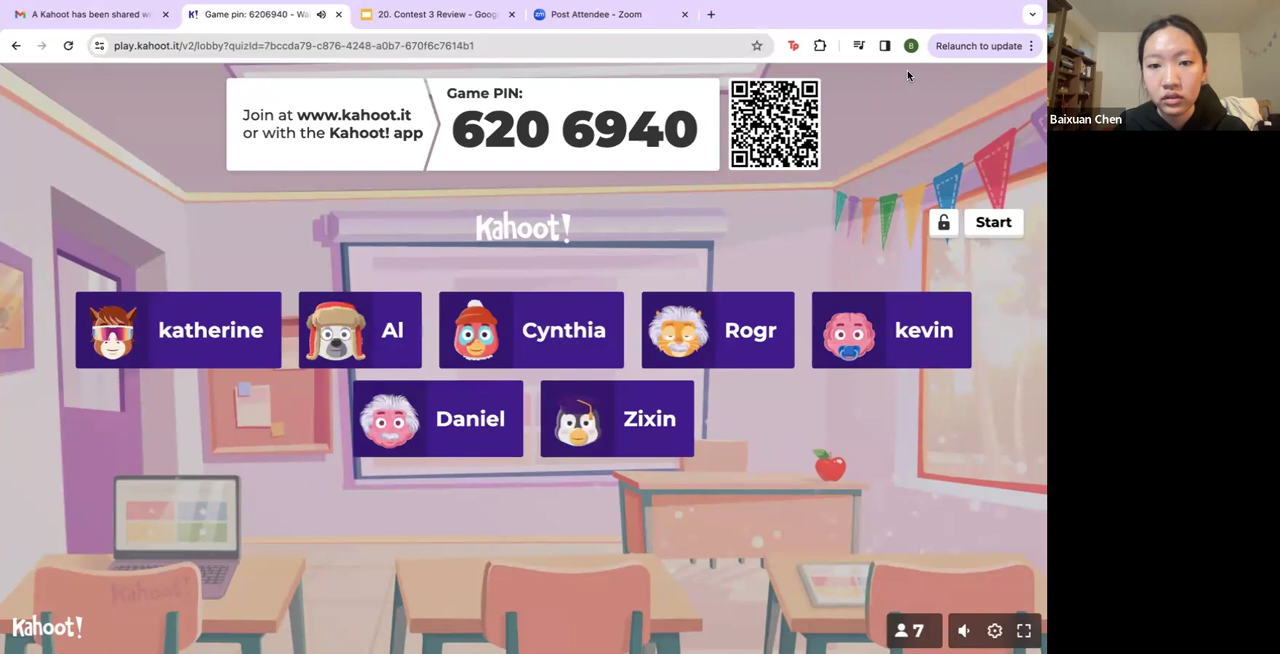 A Kahoot has been shared w
Game pin: 6206940 - Wa
20. Contest 3 Review - Goog
Post Attendee - Zoom
play.kahoot.it/v2/lobby?quizId=7bccda79-c876-4248-a0b7-670f6c7614b1
Relaunch to update
Join at www.kahoot.it
or with the Kahoot! app
Game PIN:
620 6940
Kahoot!
Start
katherine
Al
Cynthia
Rogr
kevin
Daniel
Zixin
Kahoot!
7
Baixuan Chen